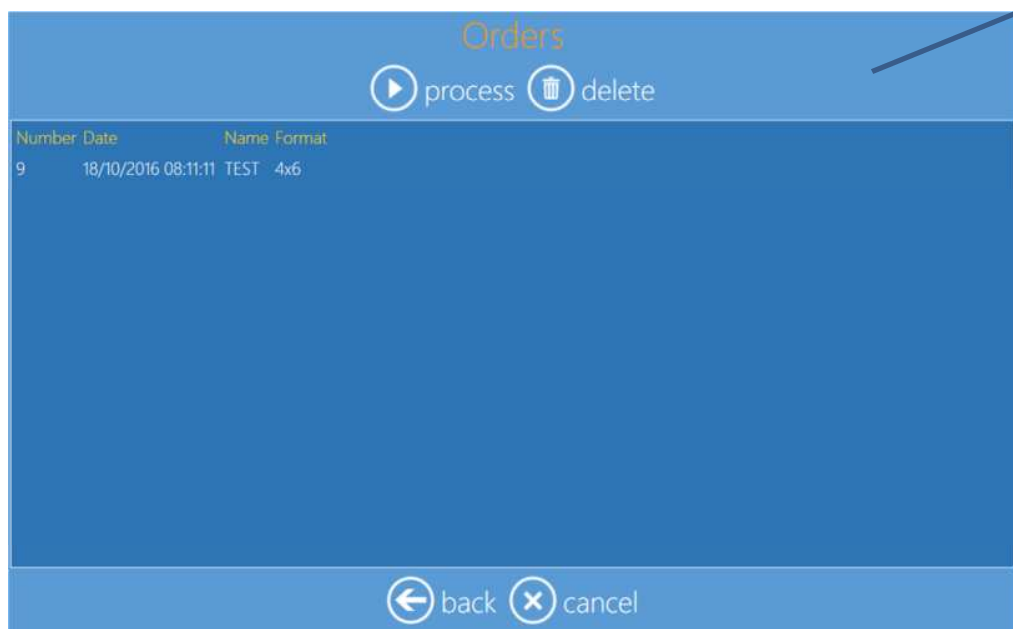 Orders
process delete
Number Date Name Format
9 18/10/2016 08:11:11 TEST 4x6
back cancel